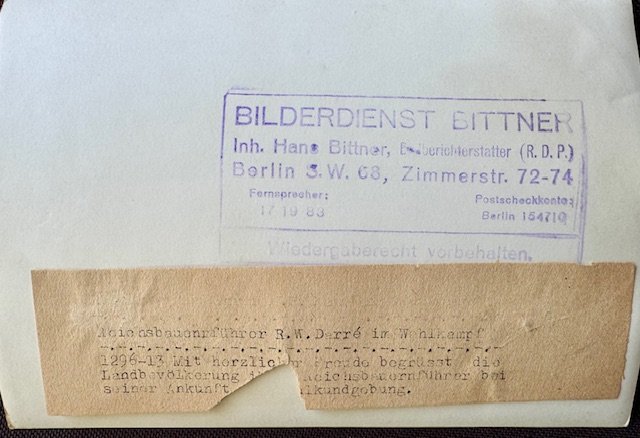 BILDERDIENST BITTNER
Inh. Hans Bittner, Bildberichterstatter (R.D.P.)
Berlin S.W. 68, Zimmerstr. 72-74
Fernsprecher: Postscheckkonto:
17 19 83 Berlin 154710
Wiedergaberecht vorbehalten.
Reichsbauernführer R.W. Darré im Wahlkampf
1296-13 Mit herzlicher Freude begrüsst die
Landbevölkerung Reichsbauernführer bei
seiner Ankunft lkundgebung.